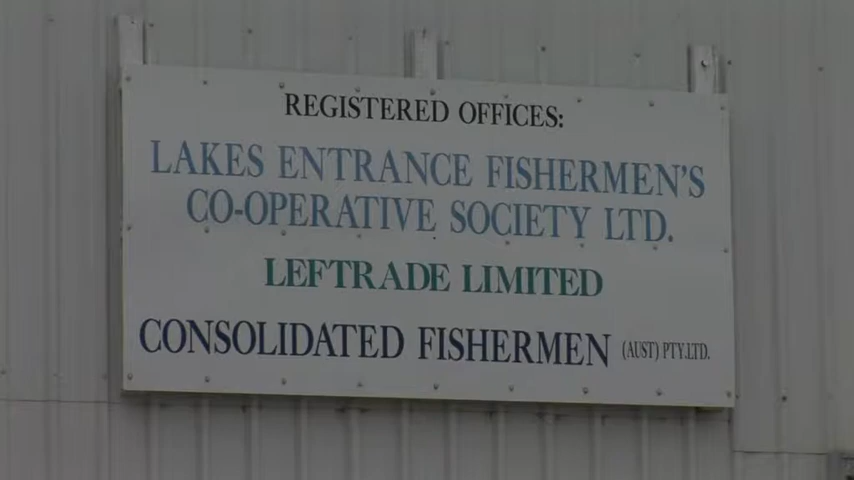 REGISTERED OFFICES:
LAKES ENTRANCE FISHERMEN'S
CO-OPERATIVE SOCIETY LTD.
LEFTRADE LIMITED
CONSOLIDATED FISHERMEN (AUST) PTY.LTD.